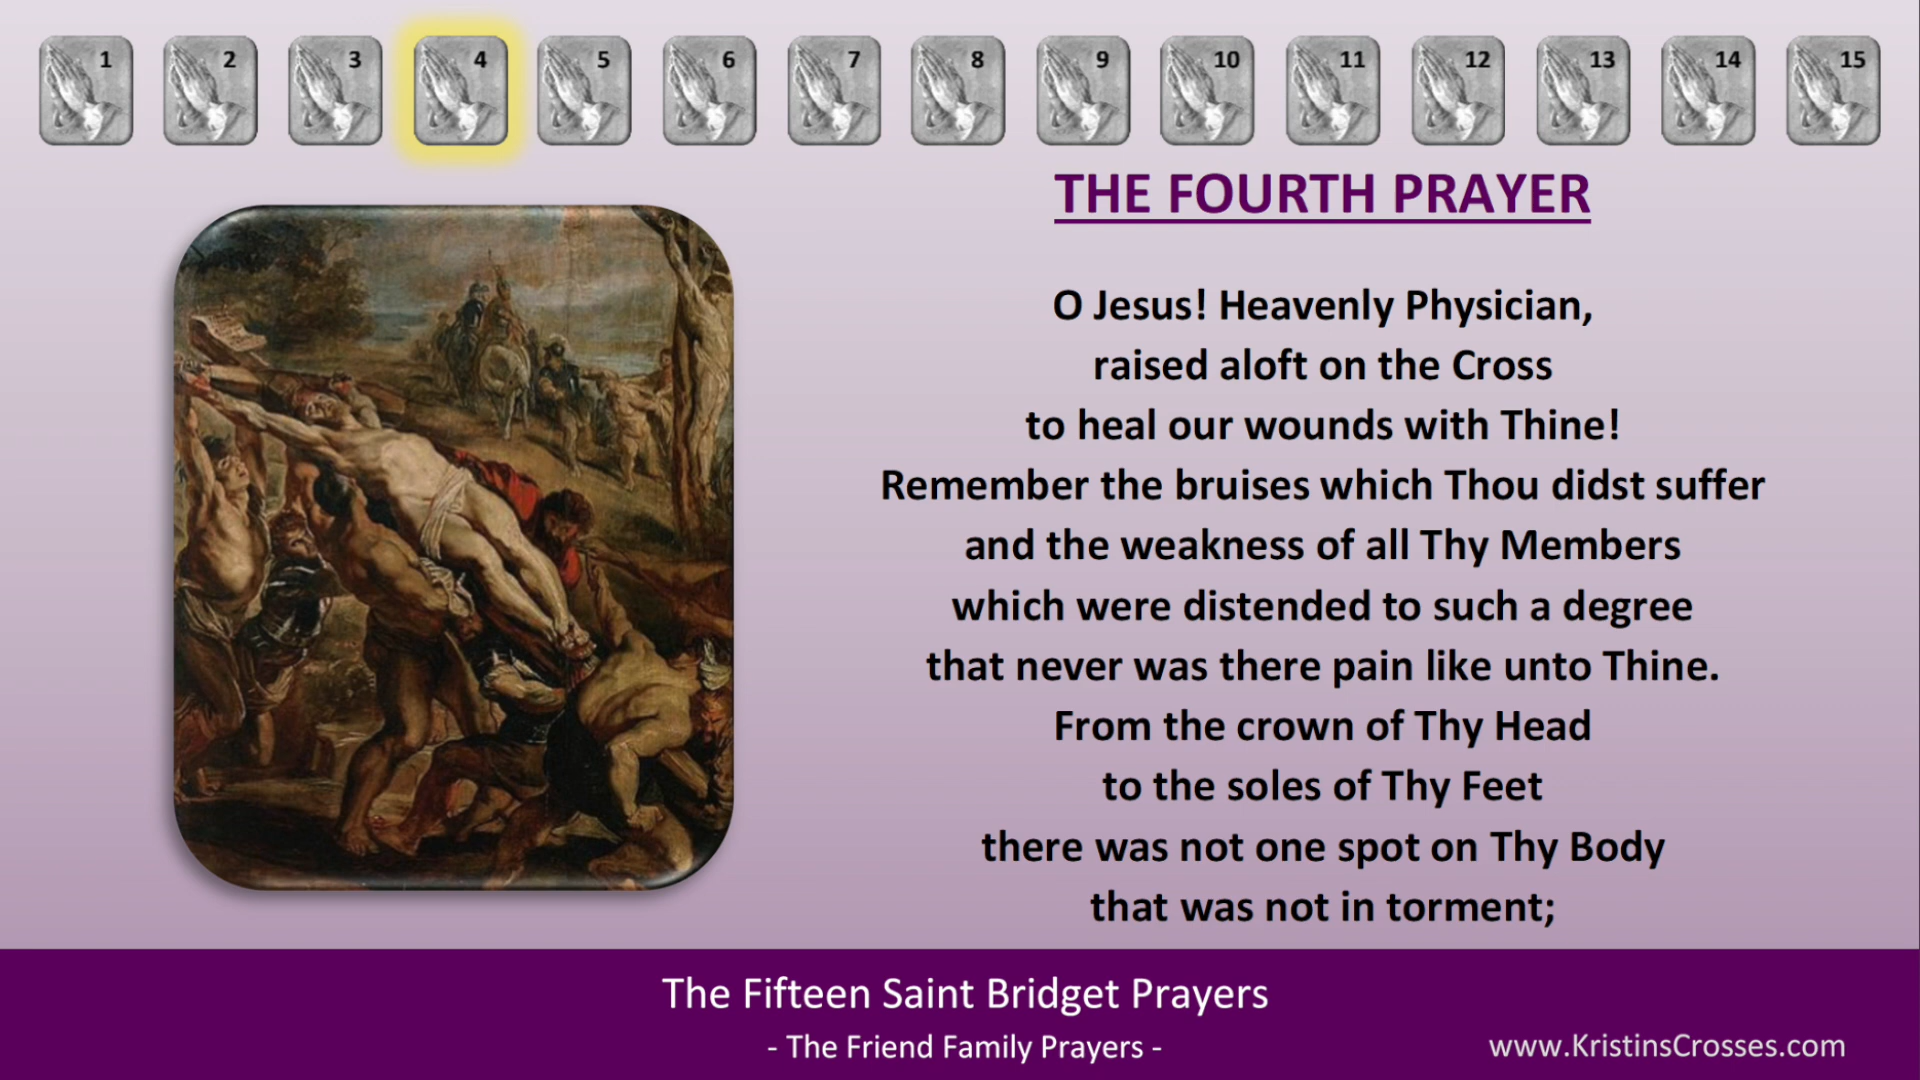 1 2 3 4 5 6 7 8 9 10 11 12 13 14 15
THE FOURTH PRAYER
O Jesus! Heavenly Physician,
raised aloft on the Cross
to heal our wounds with Thine!
Remember the bruises which Thou didst suffer
and the weakness of all Thy Members
which were distended to such a degree
that never was there pain like unto Thine.
From the crown of Thy Head
to the soles of Thy Feet
there was not one spot on Thy Body
that was not in torment;
The Fifteen Saint Bridget Prayers
- The Friend Family Prayers -
www.KristinsCrosses.com